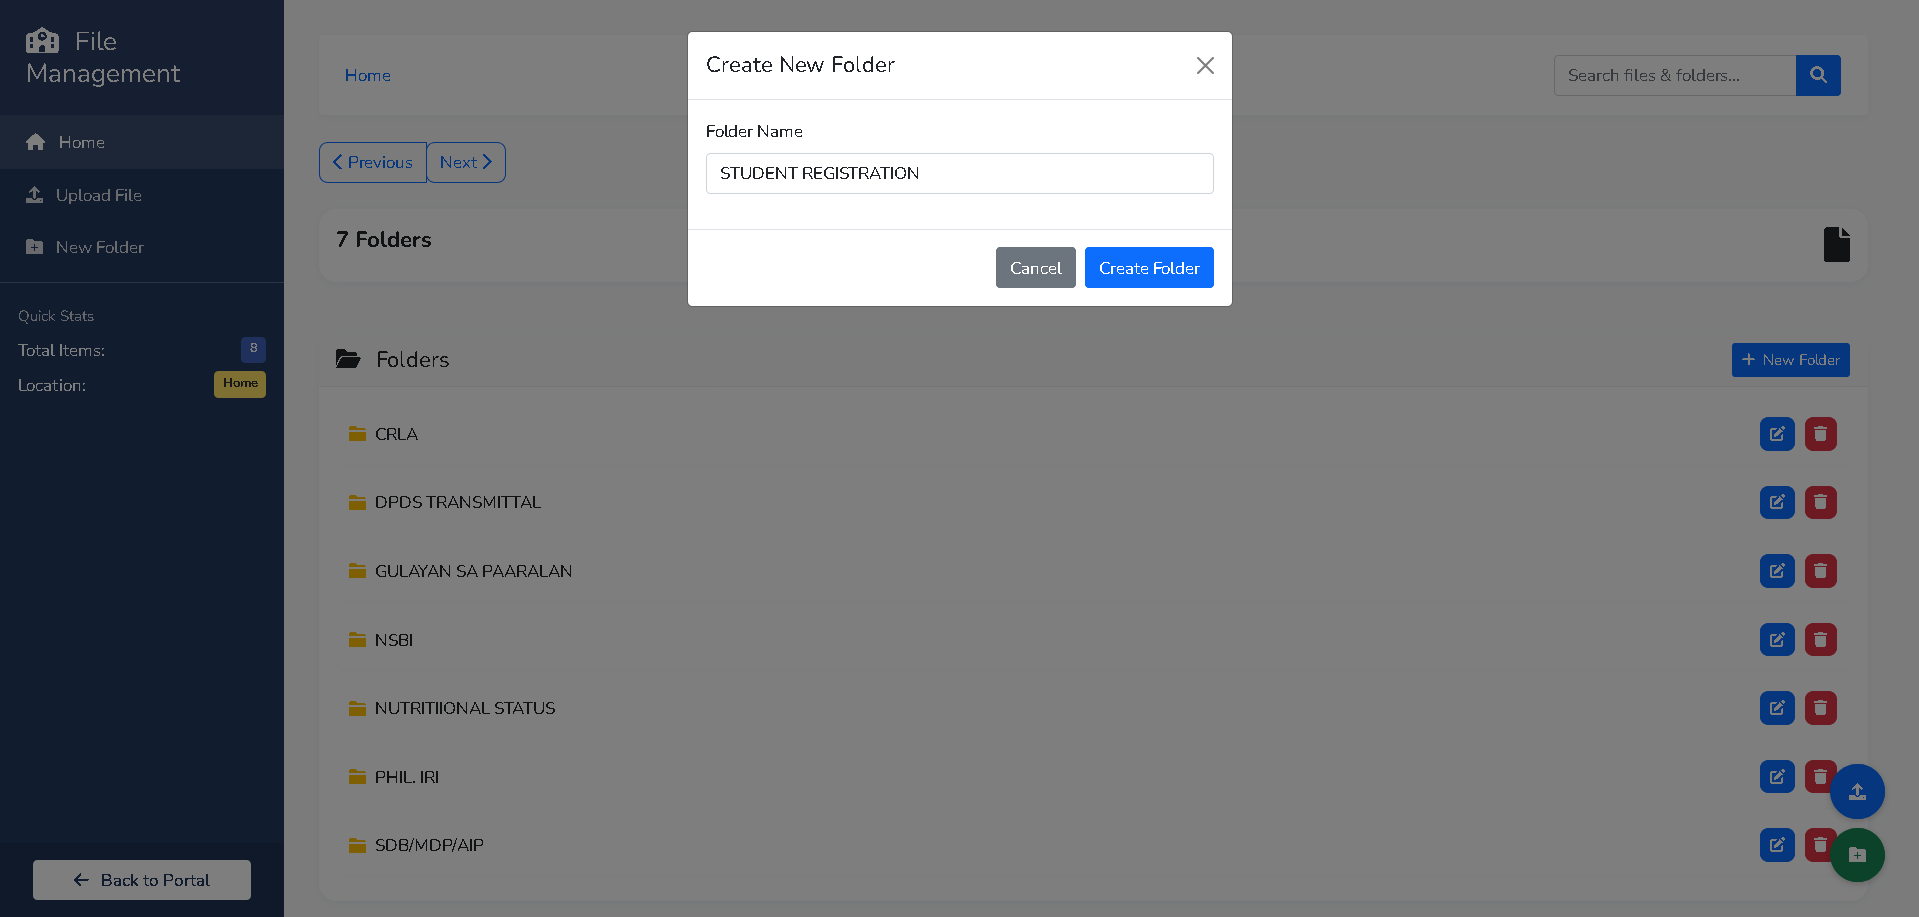 File
Management
Home
Upload File
New Folder
Quick Stats
Total Items: 8
Location: Home
Back to Portal
Home
Search files & folders...
Previous Next
7 Folders
Folders
New Folder
CRLA
DPDS TRANSMITTAL
GULAYAN SA PAARALAN
NSBI
NUTRITIIONAL STATUS
PHIL. IRI
SDB/MDP/AIP
Create New Folder
Folder Name
STUDENT REGISTRATION
Cancel Create Folder